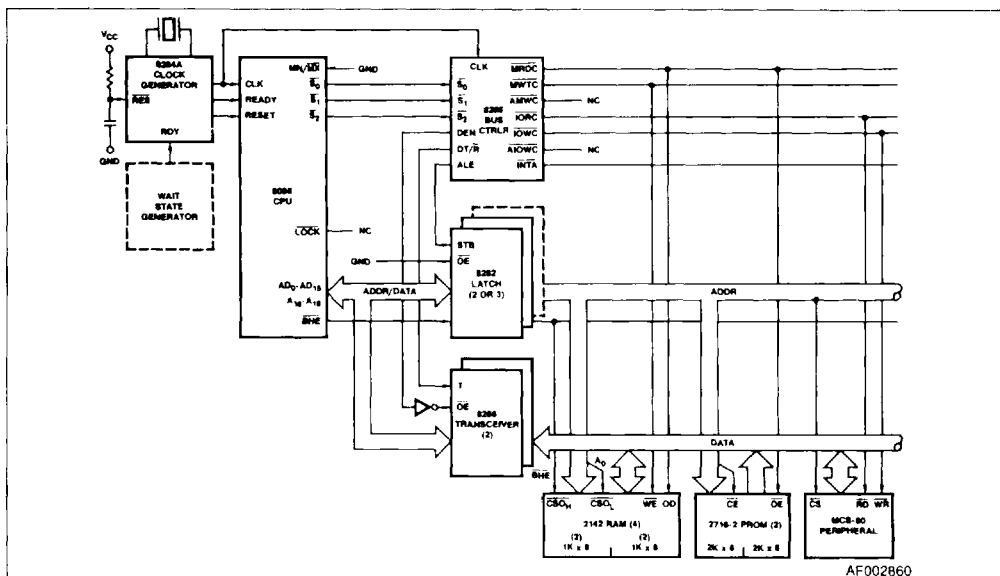 VCC
8284A
CLOCK
GENERATOR
RES
RDY
GND
WAIT
STATE
GENERATOR
CLK
READY
RESET
MN/MX
S0
S1
S2
GND
8086
CPU
LOCK
NC
AD0-AD15
A16-A19
BHE
ADDR/DATA
CLK
S0
S1
S2
DEN
DT/R
ALE
BUS
CTRLR
MRDC
MWTC
AMWC
NC
IORC
IOWC
AIOWC
NC
INTA
STB
GND
OE
8282
LATCH
(2 OR 3)
ADDR
T
OE
8286
TRANSCEIVER
(2)
DATA
BHE
A0
CSOH
CSOL
WE
OD
2142 RAM (4)
(2)
1K x 8
(2)
1K x 8
CE
OE
2716-2 PROM (2)
2K x 8
2K x 8
CS
RD
WR
MCS-80
PERIPHERAL
AF002860